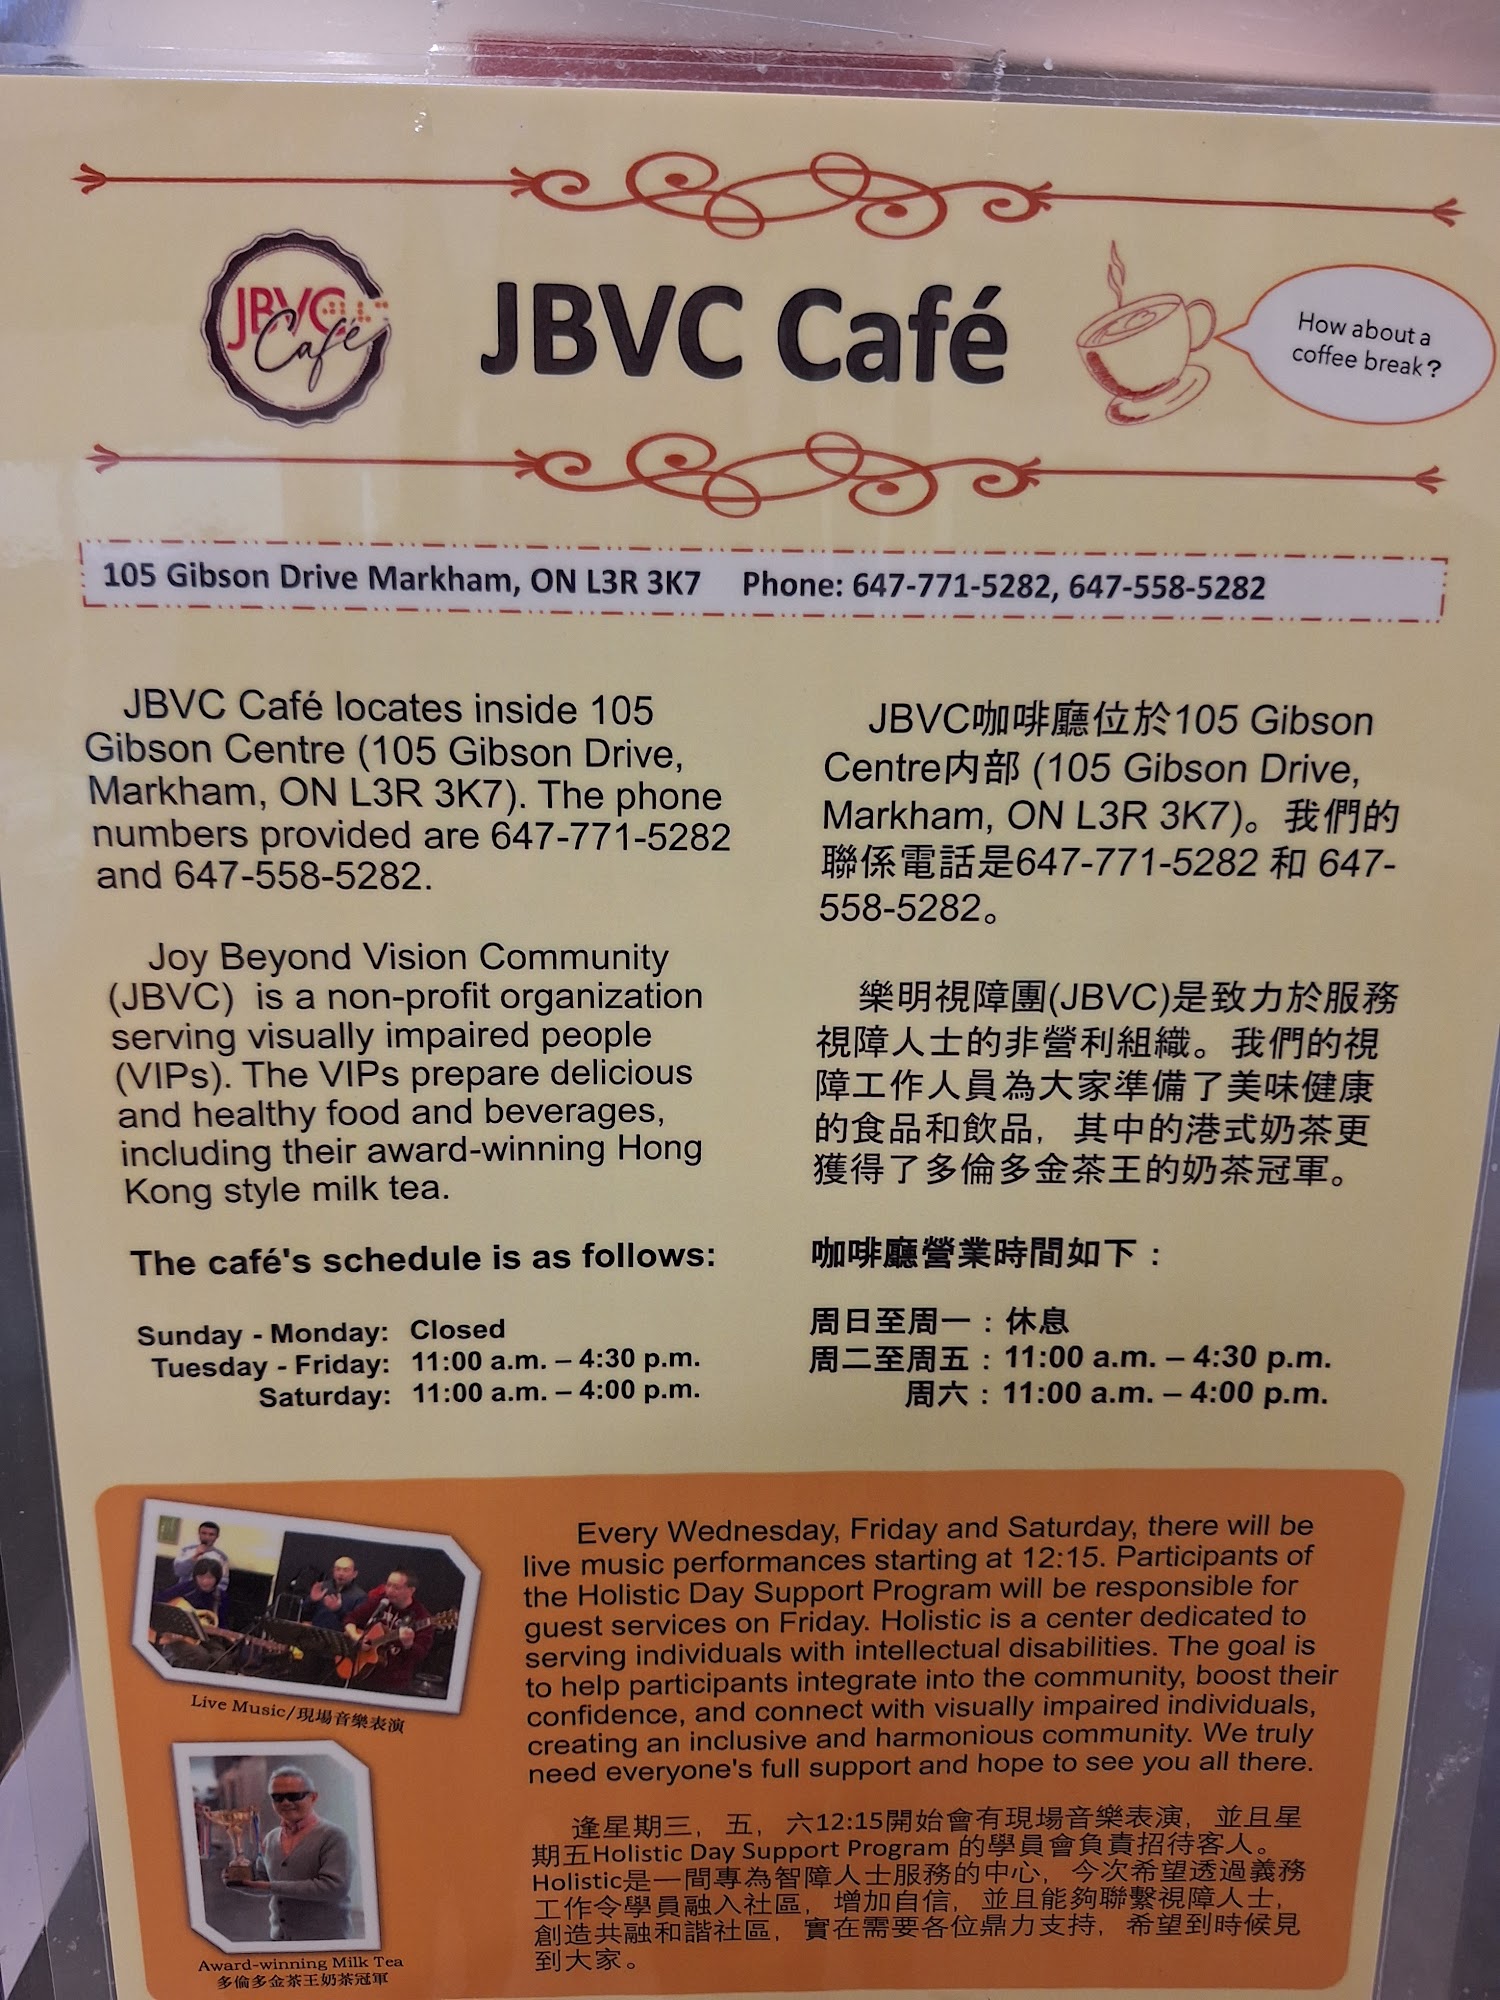 JBVC
Café
JBVC Café
How about a
coffee break?
105 Gibson Drive Markham, ON L3R 3K7 Phone: 647-771-5282, 647-558-5282
JBVC Café locates inside 105
Gibson Centre (105 Gibson Drive,
Markham, ON L3R 3K7). The phone
numbers provided are 647-771-5282
and 647-558-5282.
Joy Beyond Vision Community
(JBVC) is a non-profit organization
serving visually impaired people
(VIPs). The VIPs prepare delicious
and healthy food and beverages,
including their award-winning Hong
Kong style milk tea.
The café's schedule is as follows:
Sunday - Monday: Closed
Tuesday - Friday: 11:00 a.m. – 4:30 p.m.
Saturday: 11:00 a.m. – 4:00 p.m.
JBVC咖啡廳位於105 Gibson
Centre内部 (105 Gibson Drive,
Markham, ON L3R 3K7)。我們的
聯係電話是647-771-5282 和 647-
558-5282。
樂明視障團(JBVC)是致力於服務
視障人士的非營利組織。我們的視
障工作人員為大家準備了美味健康
的食品和飲品，其中的港式奶茶更
獲得了多倫多金茶王的奶茶冠軍。
咖啡廳營業時間如下：
周日至周一：休息
周二至周五：11:00 a.m. – 4:30 p.m.
周六：11:00 a.m. – 4:00 p.m.
Live Music/現場音樂表演
Award-winning Milk Tea
多倫多金茶王奶茶冠軍
Every Wednesday, Friday and Saturday, there will be
live music performances starting at 12:15. Participants of
the Holistic Day Support Program will be responsible for
guest services on Friday. Holistic is a center dedicated to
serving individuals with intellectual disabilities. The goal is
to help participants integrate into the community, boost their
confidence, and connect with visually impaired individuals,
creating an inclusive and harmonious community. We truly
need everyone's full support and hope to see you all there.
逢星期三，五，六12:15開始會有現場音樂表演，並且星
期五Holistic Day Support Program 的學員會負責招待客人。
Holistic是一間專為智障人士服務的中心，今次希望透過義務
工作令學員融入社區，增加自信，並且能夠聯繫視障人士，
創造共融和諧社區，實在需要各位鼎力支持，希望到時候見
到大家。